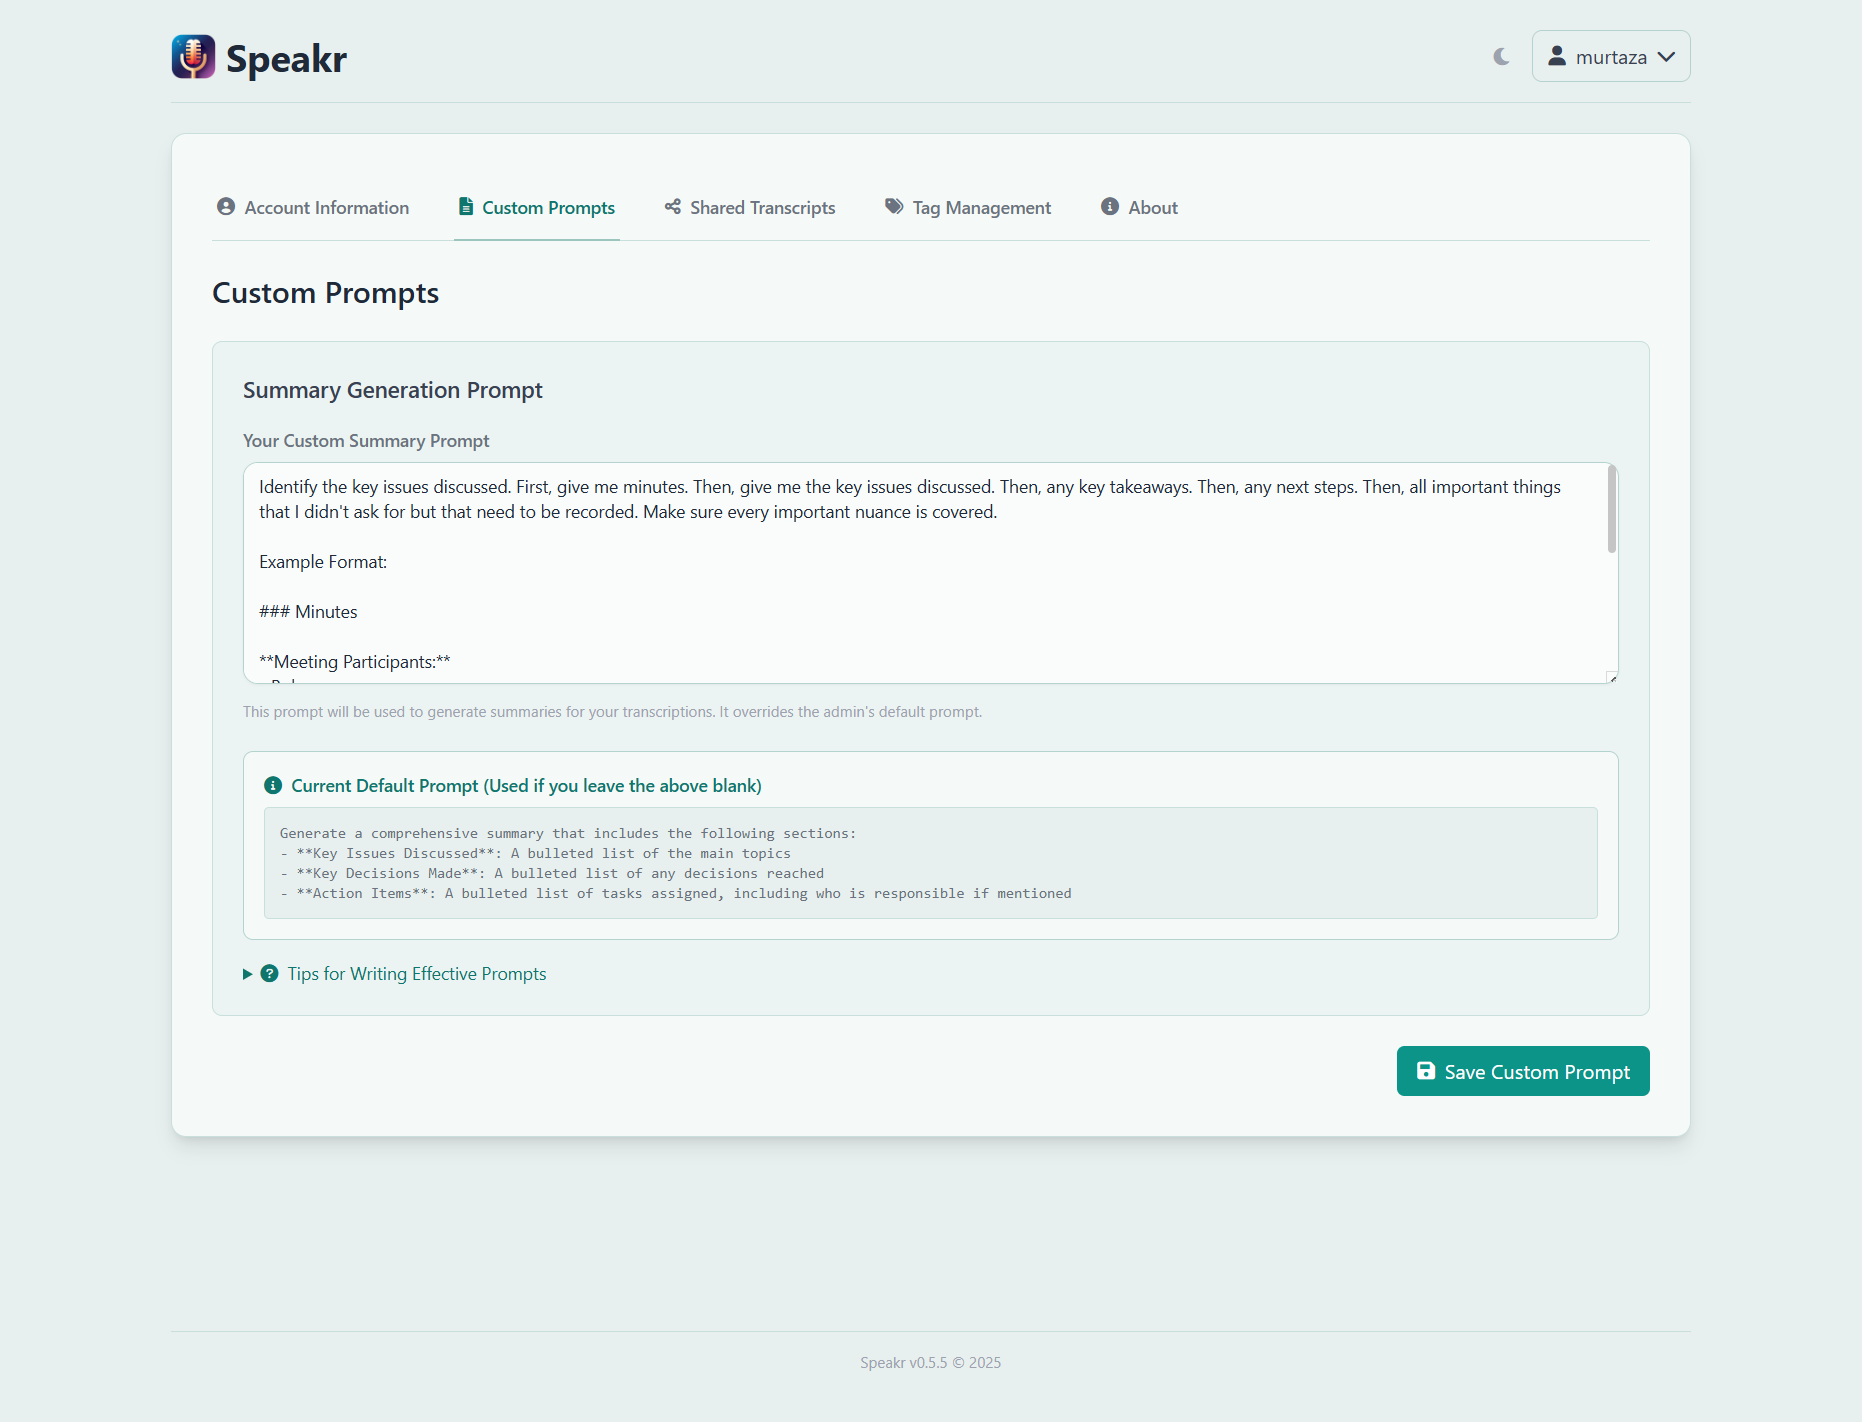 Speakr
murtaza
Account Information
Custom Prompts
Shared Transcripts
Tag Management
About
Custom Prompts
Summary Generation Prompt
Your Custom Summary Prompt
Identify the key issues discussed. First, give me minutes. Then, give me the key issues discussed. Then, any key takeaways. Then, any next steps. Then, all important things
that I didn't ask for but that need to be recorded. Make sure every important nuance is covered.
Example Format:
### Minutes
**Meeting Participants:**
This prompt will be used to generate summaries for your transcriptions. It overrides the admin's default prompt.
Current Default Prompt (Used if you leave the above blank)
Generate a comprehensive summary that includes the following sections:
- **Key Issues Discussed**: A bulleted list of the main topics
- **Key Decisions Made**: A bulleted list of any decisions reached
- **Action Items**: A bulleted list of tasks assigned, including who is responsible if mentioned
Tips for Writing Effective Prompts
Save Custom Prompt
Speakr v0.5.5 © 2025